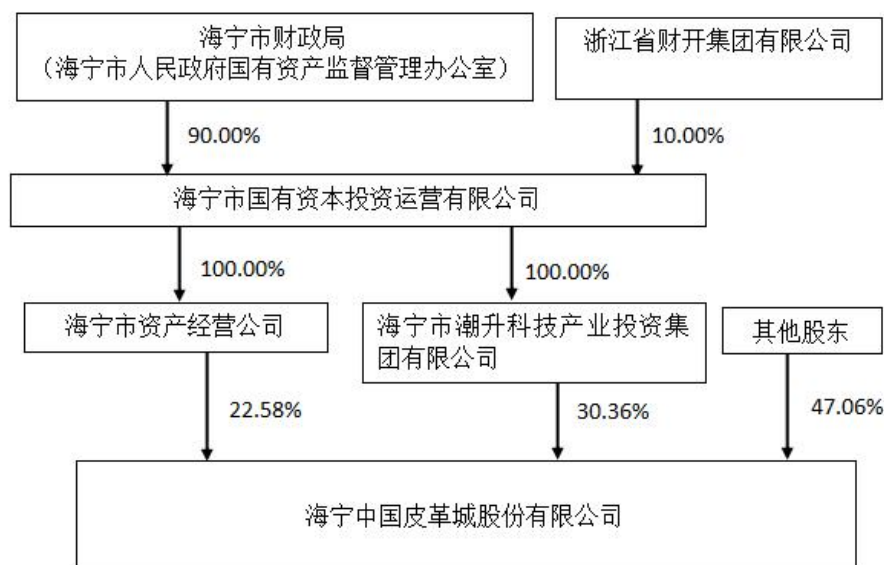 海宁市财政局
（海宁市人民政府国有资产监督管理办公室）
浙江省财开集团有限公司
90.00%
10.00%
海宁市国有资本投资运营有限公司
100.00%
100.00%
海宁市资产经营公司
海宁市潮升科技产业投资集
团有限公司
其他股东
22.58%
30.36%
47.06%
海宁中国皮革城股份有限公司